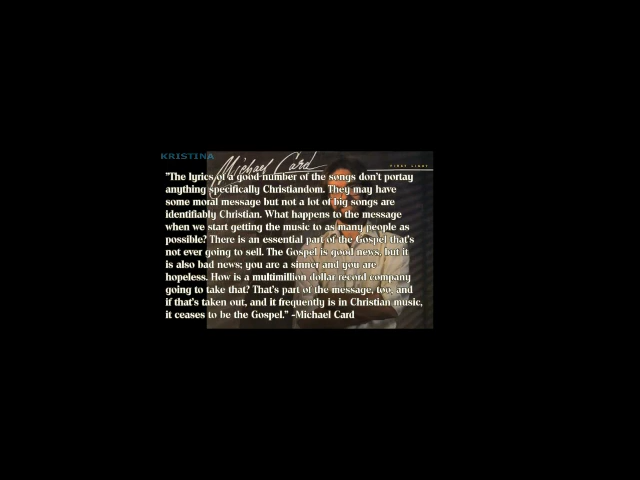 KRISTINA
Michael Card
FIRST LIGHT
"The lyrics of a good number of the songs don't portay
anything specifically Christiandom. They may have
some moral message but not a lot of big songs are
identifiably Christian. What happens to the message
when we start getting the music to as many people as
possible? There is an essential part of the Gospel that's
not ever going to sell. The Gospel is good news, but it
is also bad news; you are a sinner and you are
hopeless. How is a multimillion dollar record company
going to take that? That's part of the message, too, and
if that's taken out, and it frequently is in Christian music,
it ceases to be the Gospel." -Michael Card